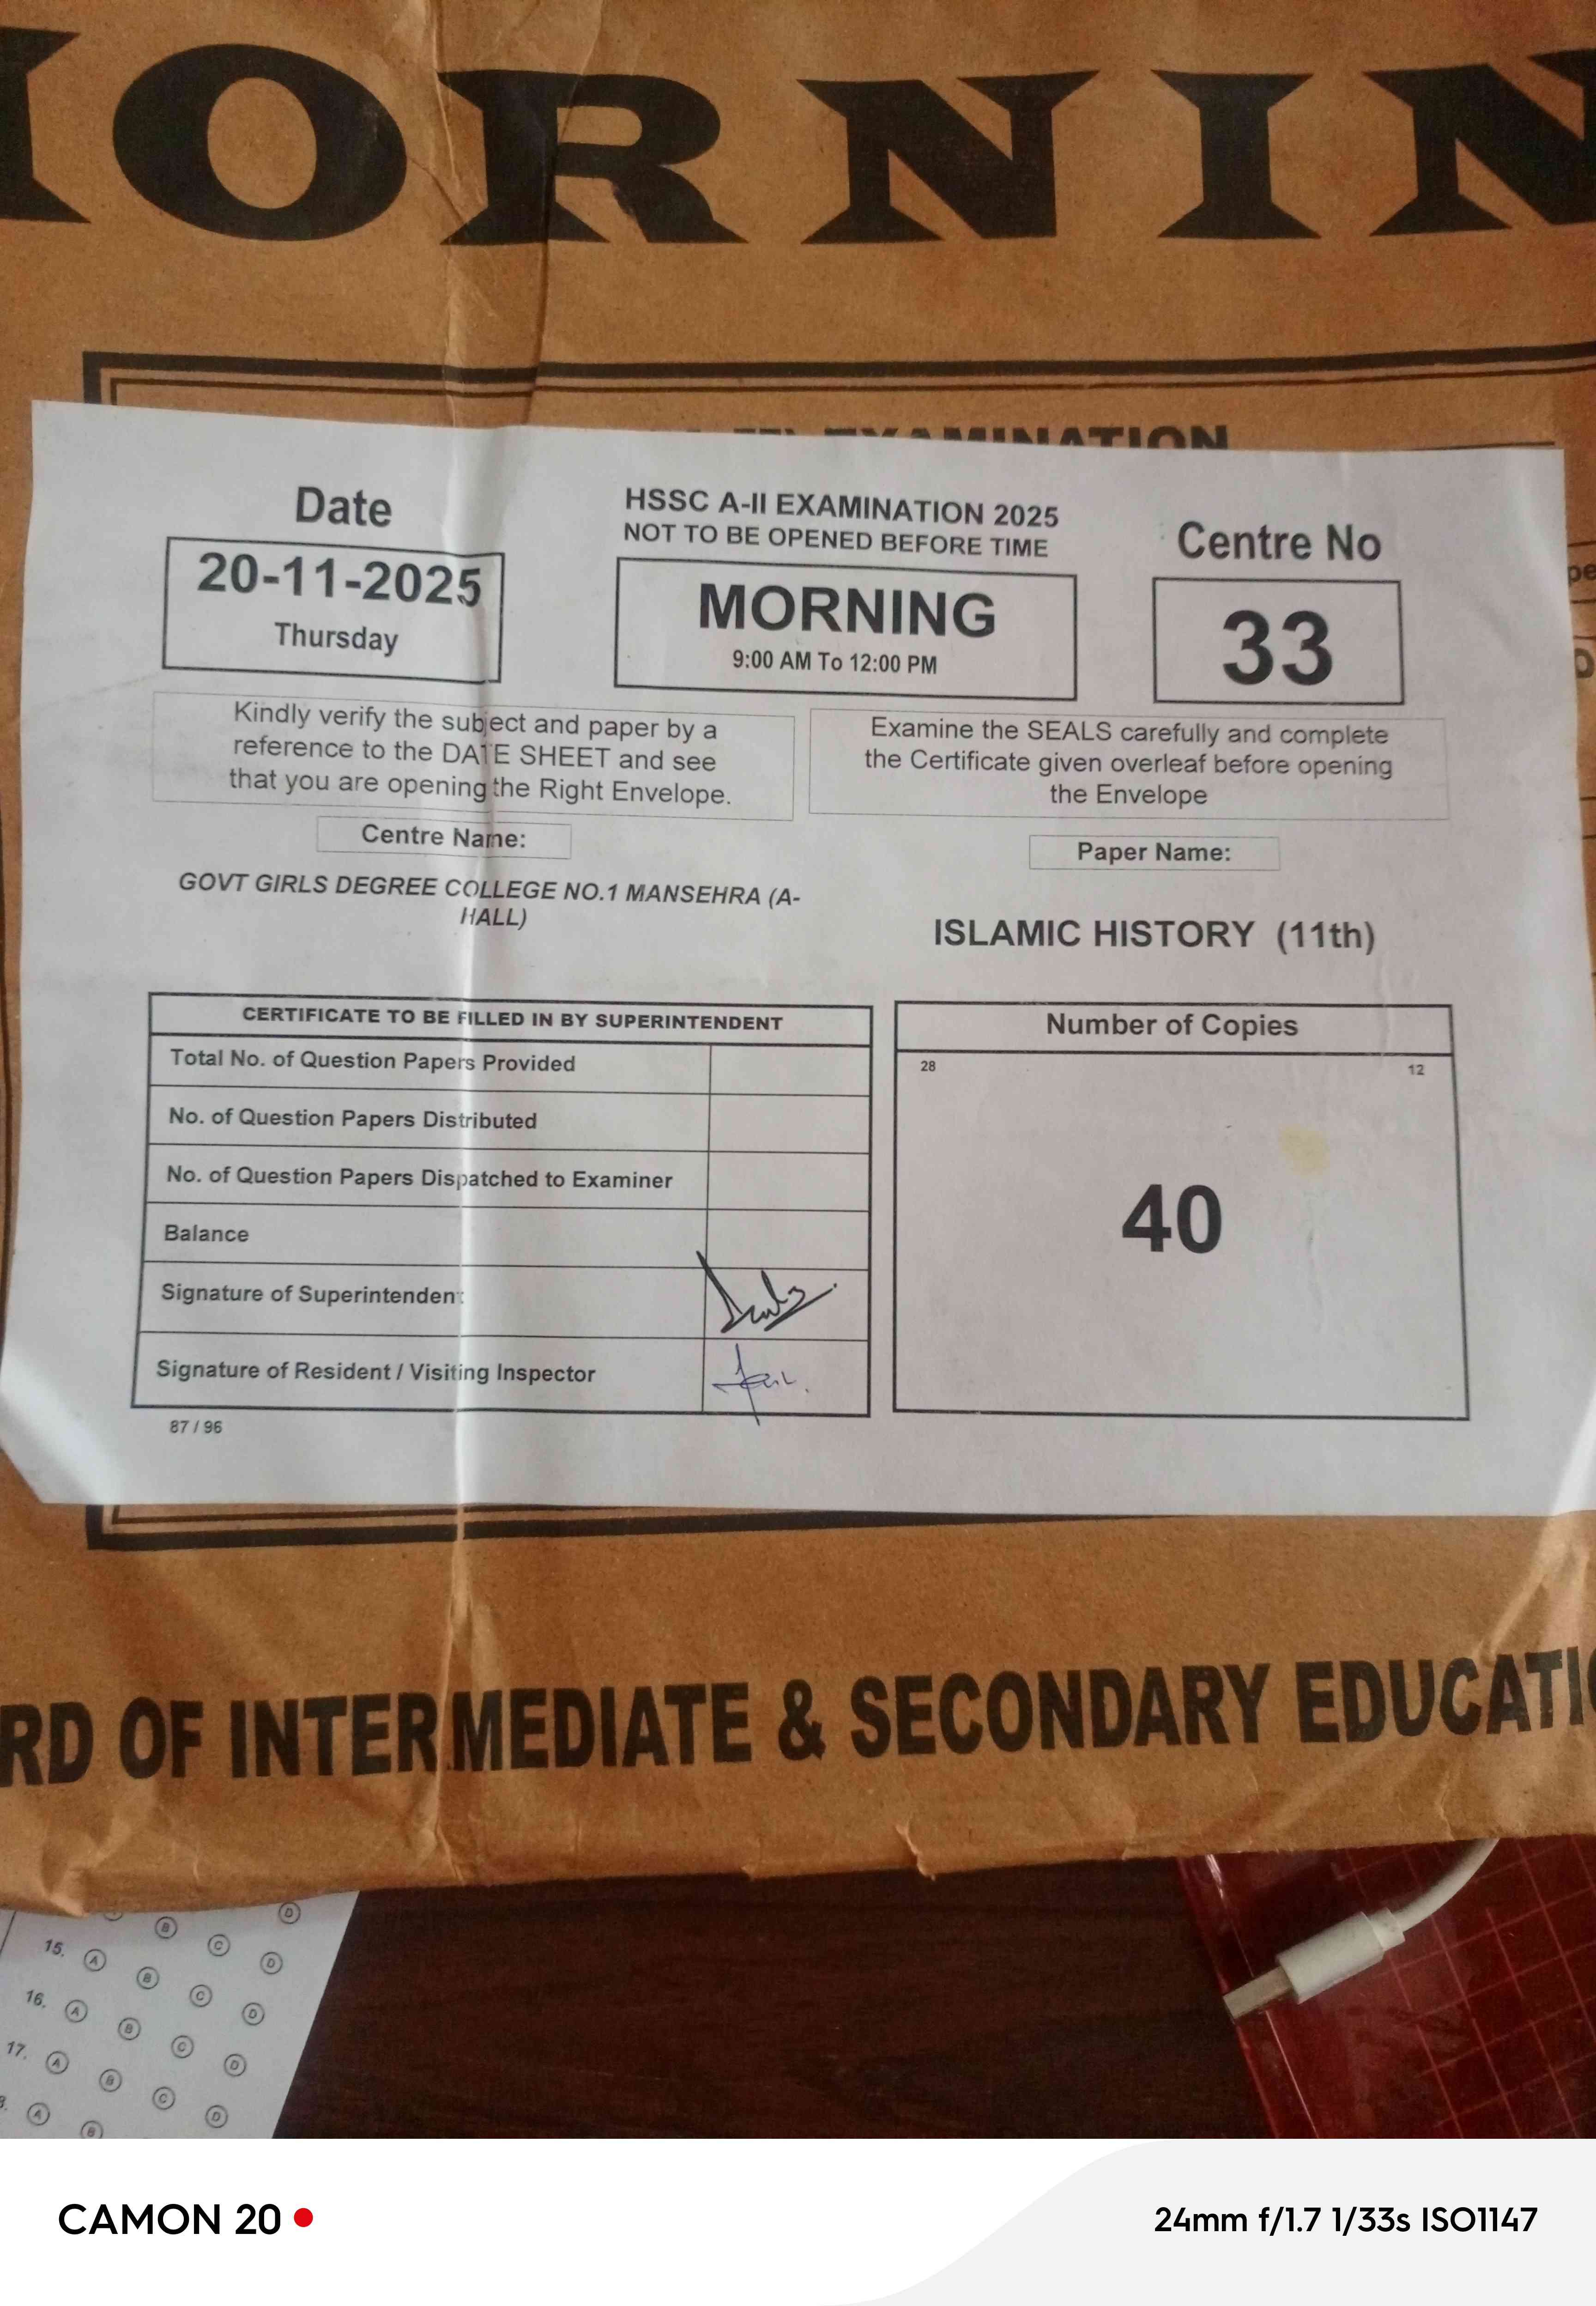 MORNIN
EXAMINATION
Date
20-11-2025
Thursday
HSSC A-II EXAMINATION 2025
NOT TO BE OPENED BEFORE TIME
MORNING
9:00 AM To 12:00 PM
Centre No
33
Kindly verify the subject and paper by a
reference to the DATE SHEET and see
that you are opening the Right Envelope.
Examine the SEALS carefully and complete
the Certificate given overleaf before opening
the Envelope
Centre Name:
GOVT GIRLS DEGREE COLLEGE NO.1 MANSEHRA (A-
HALL)
Paper Name:
ISLAMIC HISTORY (11th)
CERTIFICATE TO BE FILLED IN BY SUPERINTENDENT
Total No. of Question Papers Provided
No. of Question Papers Distributed
No. of Question Papers Dispatched to Examiner
Balance
Signature of Superintendent
Signature of Resident / Visiting Inspector
87 / 96
Number of Copies
28 12
40
RD OF INTERMEDIATE & SECONDARY EDUCATI
B C D
15. A B C D
16. A B C D
17. A B C D
A B
CAMON 20
24mm f/1.7 1/33s ISO1147